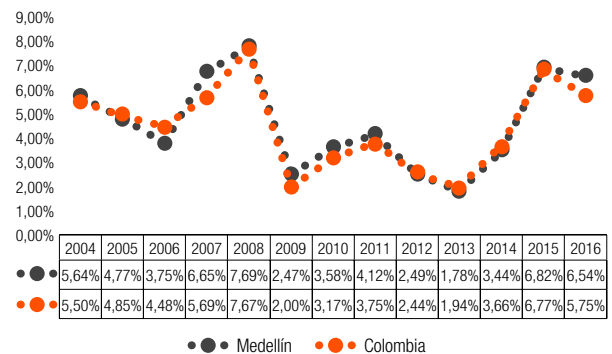 9,00%
8,00%
7,00%
6,00%
5,00%
4,00%
3,00%
2,00%
1,00%
0,00%
2004 2005 2006 2007 2008 2009 2010 2011 2012 2013 2014 2015 2016
5,64% 4,77% 3,75% 6,65% 7,69% 2,47% 3,58% 4,12% 2,49% 1,78% 3,44% 6,82% 6,54%
5,50% 4,85% 4,48% 5,69% 7,67% 2,00% 3,17% 3,75% 2,44% 1,94% 3,66% 6,77% 5,75%
Medellín Colombia